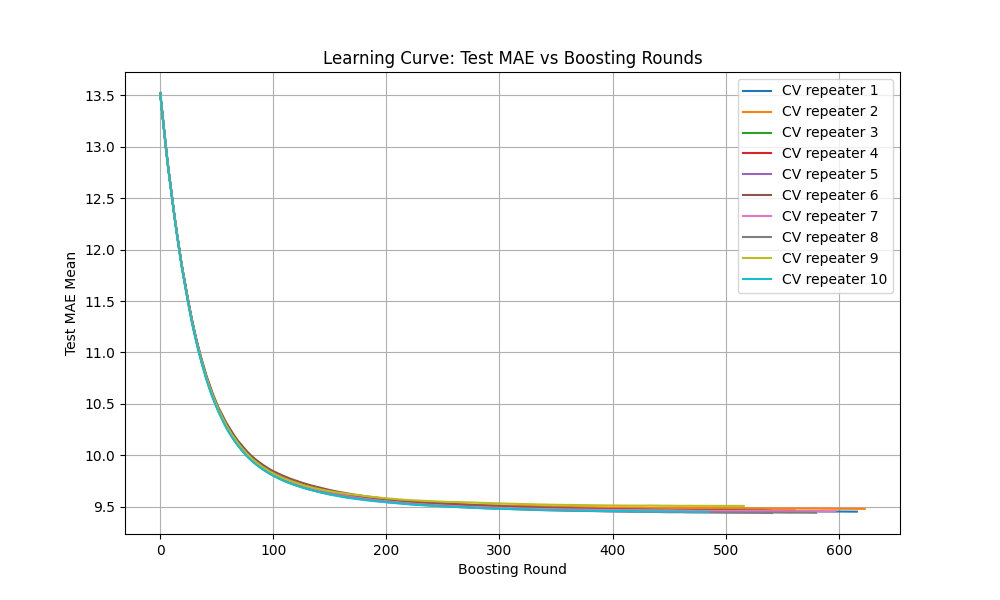 Learning Curve: Test MAE vs Boosting Rounds
13.5
13.0
12.5
12.0
11.5
11.0
10.5
10.0
9.5
Test MAE Mean
CV repeater 1
CV repeater 2
CV repeater 3
CV repeater 4
CV repeater 5
CV repeater 6
CV repeater 7
CV repeater 8
CV repeater 9
CV repeater 10
0 100 200 300 400 500 600
Boosting Round